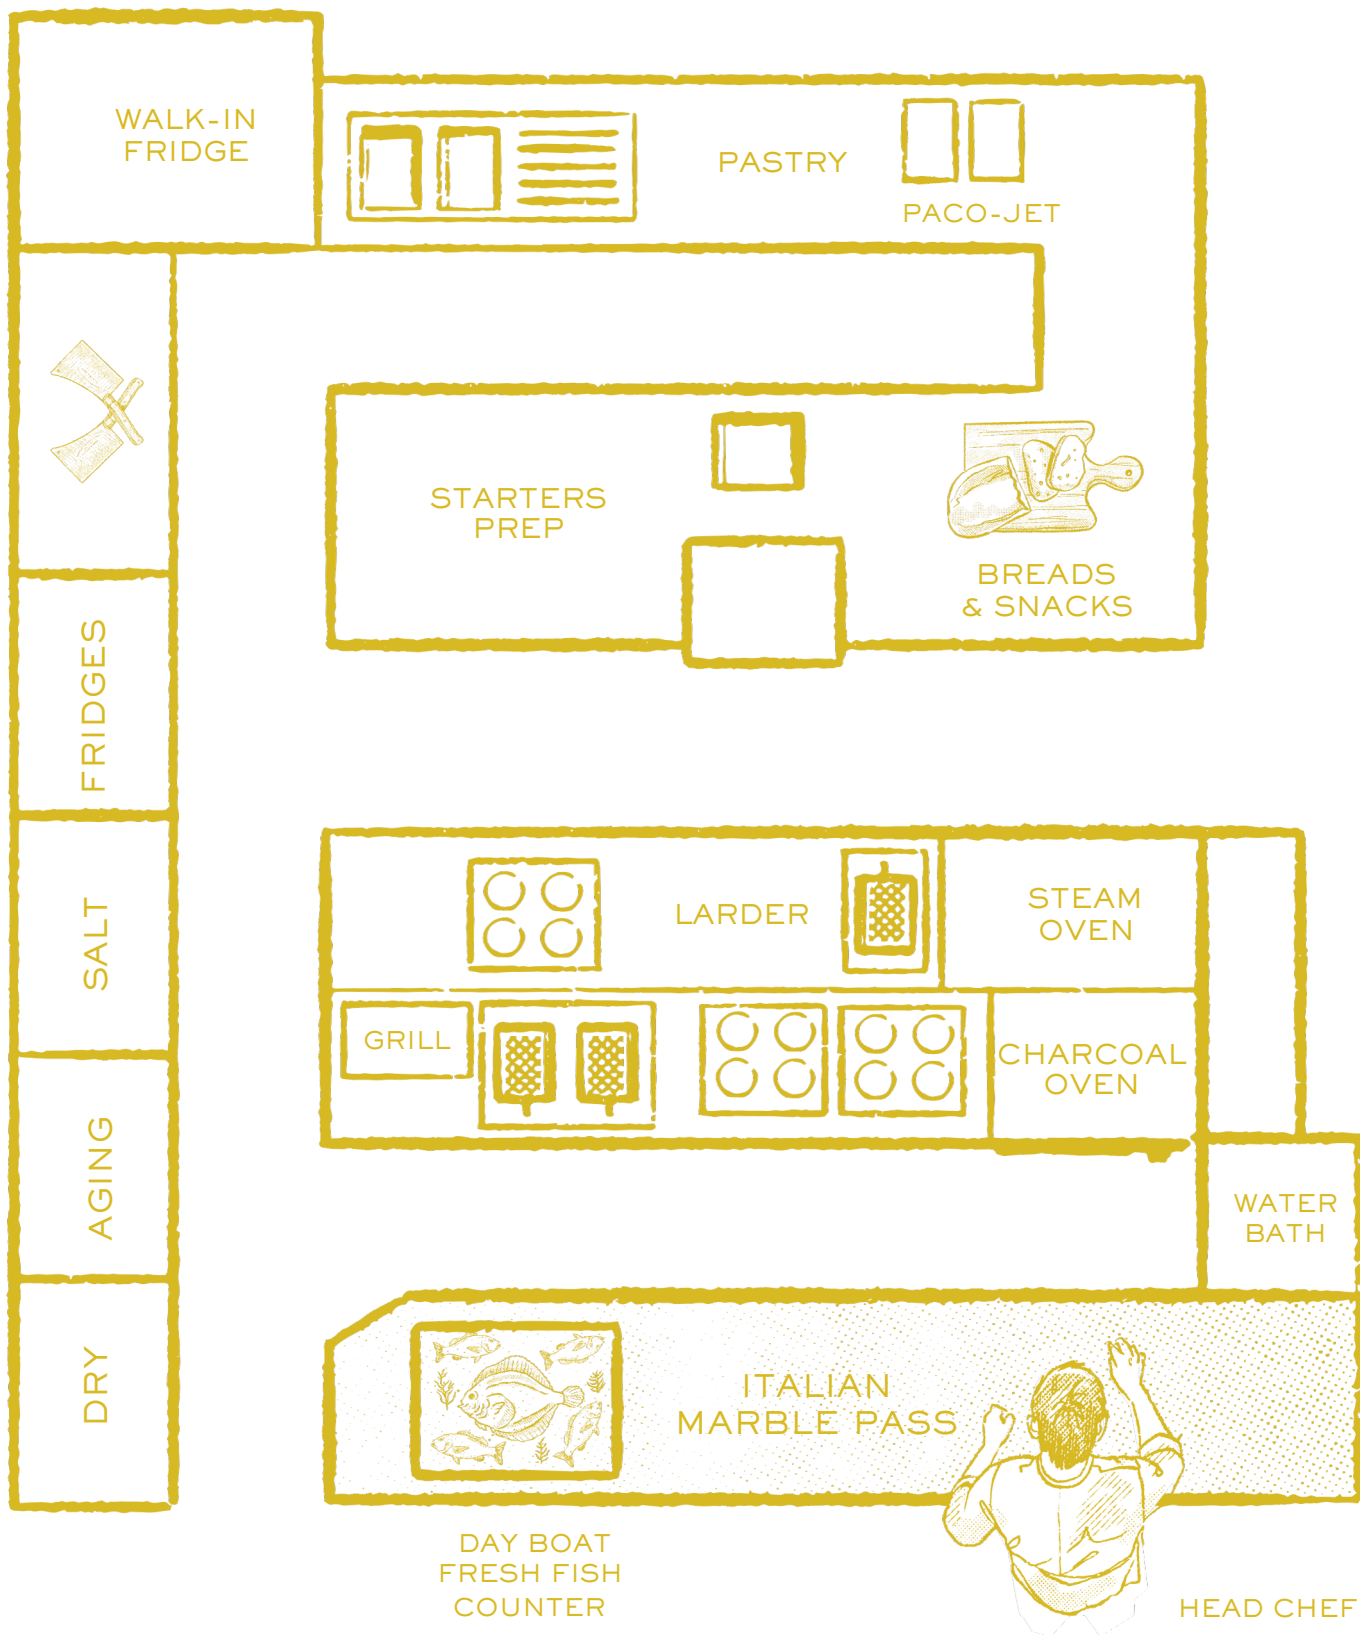 WALK-IN
FRIDGE
PASTRY
PACO-JET
STARTERS
PREP
BREADS
& SNACKS
FRIDGES
SALT
AGING
DRY
LARDER
STEAM
OVEN
GRILL
CHARCOAL
OVEN
WATER
BATH
ITALIAN
MARBLE PASS
DAY BOAT
FRESH FISH
COUNTER
HEAD CHEF